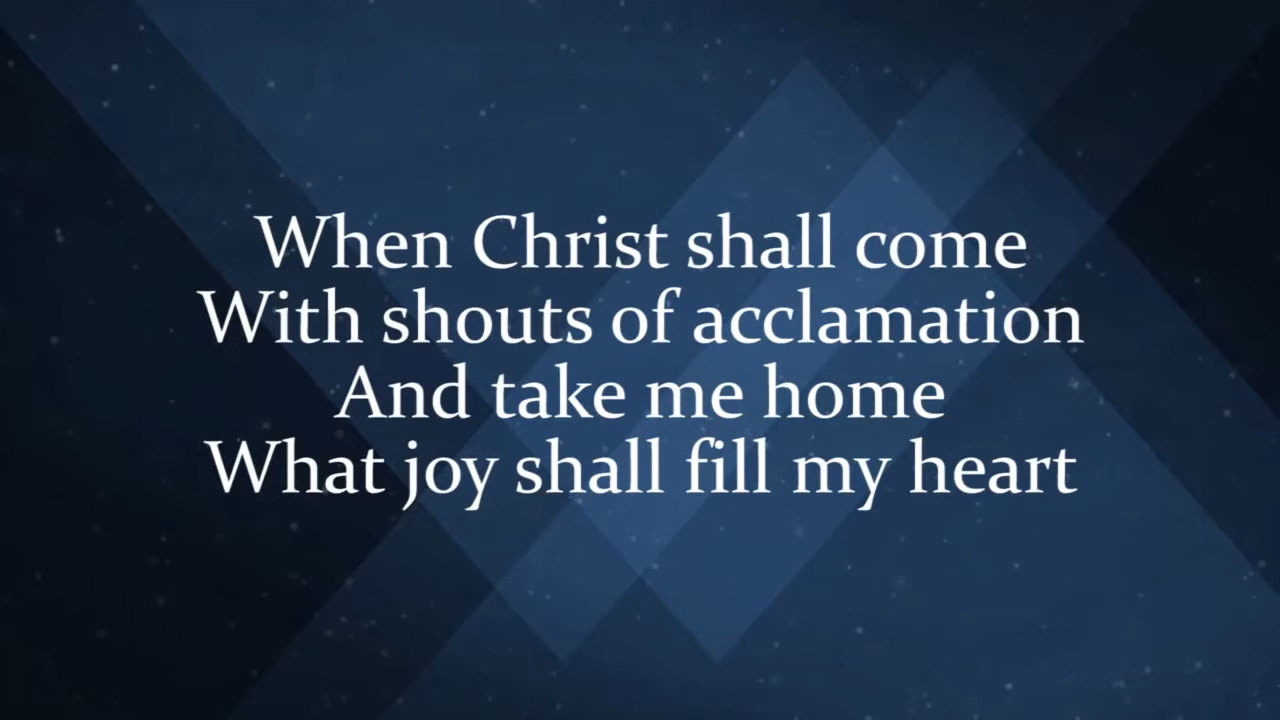 When Christ shall come
With shouts of acclamation
And take me home
What joy shall fill my heart